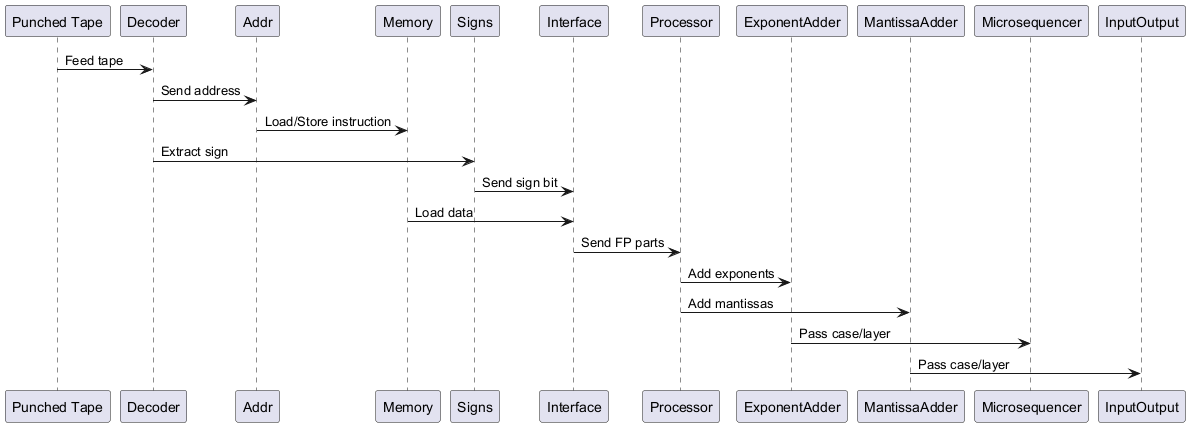 Punched Tape Decoder Addr Memory Signs Interface Processor ExponentAdder MantissaAdder Microsequencer InputOutput
Feed tape
Send address
Load/Store instruction
Extract sign
Send sign bit
Load data
Send FP parts
Add exponents
Add mantissas
Pass case/layer
Pass case/layer
Punched Tape Decoder Addr Memory Signs Interface Processor ExponentAdder MantissaAdder Microsequencer InputOutput